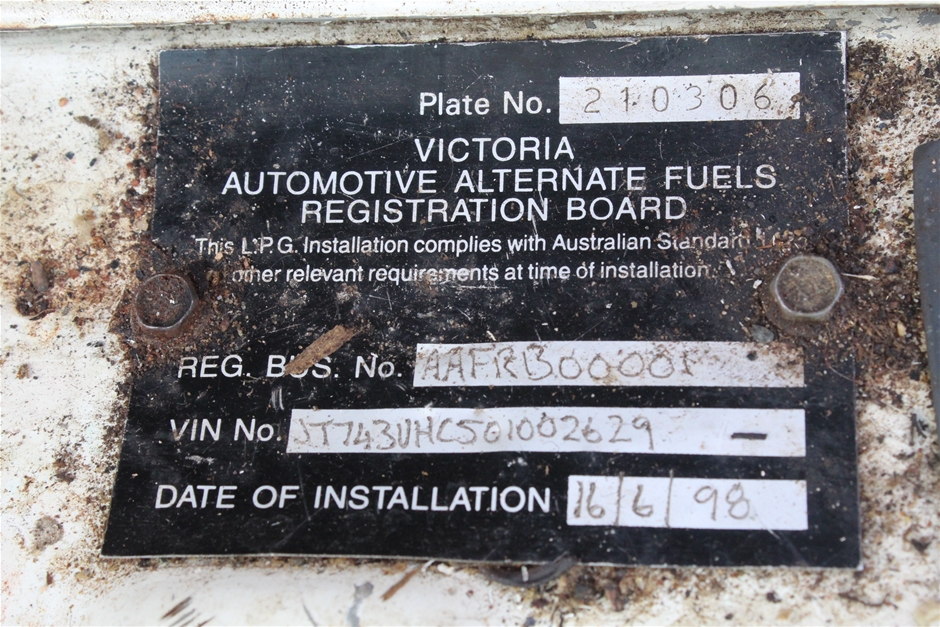 Plate No. 210306
VICTORIA
AUTOMOTIVE ALTERNATE FUELS
REGISTRATION BOARD
This L.P.G. Installation complies with Australian Standard
other relevant requirements at time of installation
REG. BUS. No.
VIN No. JT743VHC501002629 -
DATE OF INSTALLATION 16/6/98